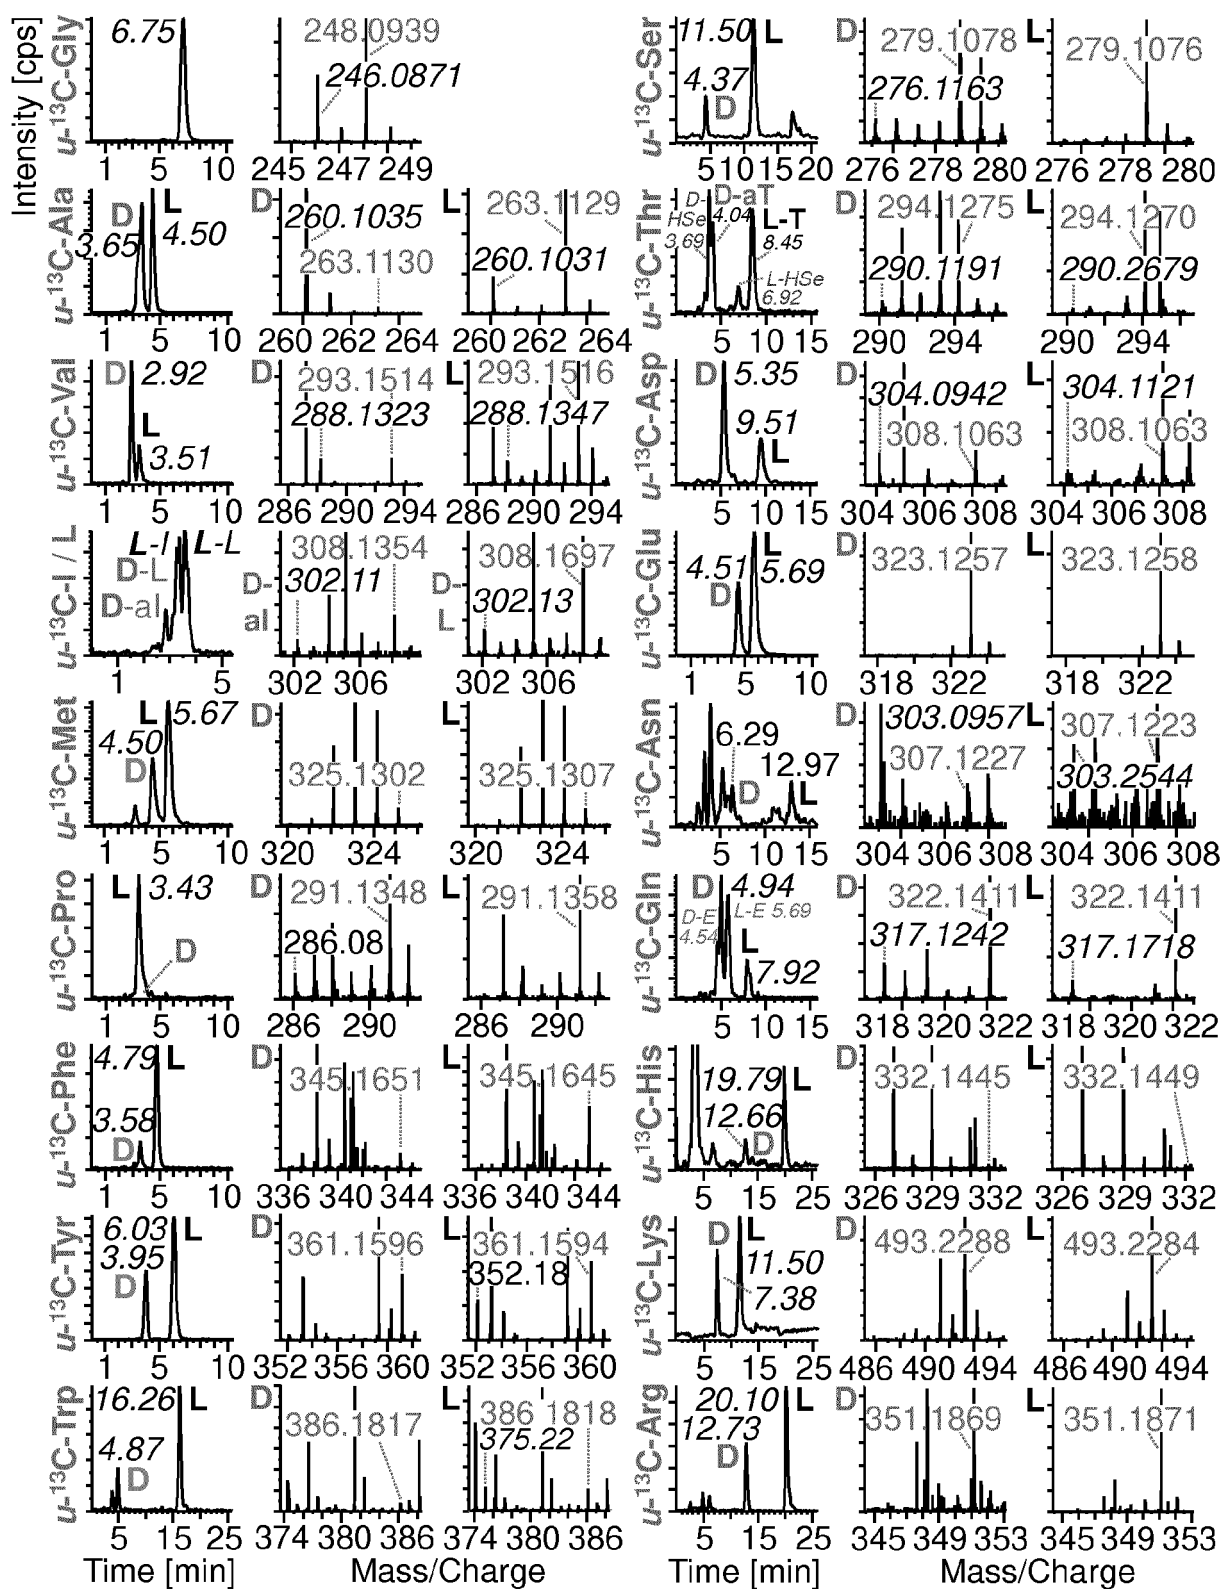 Intensity [cps]
u-¹³C-Gly
6.75
1 5 10
248.0939
246.0871
245 247 249
u-¹³C-Ser
11.50 L
4.37
D
5 10 15 20
D
279.1078
276.1163
276 278 280
L
279.1076
276 278 280
u-¹³C-Ala
D
3.65
L
4.50
1 5 10
D
260.1035
263.1130
260 262 264
L
263.1129
260.1031
260 262 264
u-¹³C-Thr
D-HSe
3.69
D-aT
4.04
L-T
8.45
L-HSe
6.92
5 10 15
D
294.1275
290.1191
290 294
L
294.1270
290.2679
290 294
u-¹³C-Val
D 2.92
L
3.51
1 5 10
D
293.1514
288.1323
286 290 294
L
293.1516
288.1347
286 290 294
u-¹³C-Asp
D 5.35
9.51
L
5 10 15
D
304.0942
308.1063
304 306 308
L
304.1121
308.1063
304 306 308
u-¹³C-I / L
L-I L-L
D-L
D-aI
1 5
D-aI
308.1354
302.11
302 306
D-L
308.1697
302.13
302 306
u-¹³C-Glu
4.51
D
L
5.69
1 5 10
D
323.1257
318 322
L
323.1258
318 322
u-¹³C-Met
L 5.67
4.50
D
1 5 10
D
325.1302
320 324
L
325.1307
320 324
u-¹³C-Asn
6.29
D
12.97
L
5 10 15
D
303.0957
307.1227
304 306 308
L
307.1223
303.2544
304 306 308
u-¹³C-Pro
L 3.43
D
1 5 10
D
291.1348
286.08
286 290
L
291.1358
286 290
u-¹³C-Gln
D 4.94
D-E
4.54
L-E 5.69
L
7.92
5 10 15
D
322.1411
317.1242
318 320 322
L
322.1411
317.1718
318 320 322
u-¹³C-Phe
4.79 L
3.58
D
1 5 10
D
345.1651
336 340 344
L
345.1645
336 340 344
u-¹³C-His
19.79 L
12.66
D
5 15 25
D
332.1445
326 329 332
L
332.1449
326 329 332
u-¹³C-Tyr
6.03 L
3.95
D
1 5 10
D
361.1596
352 356 360
L
361.1594
352.18
352 356 360
u-¹³C-Lys
D L
11.50
7.38
5 15 25
D
493.2288
486 490 494
L
493.2284
486 490 494
u-¹³C-Trp
16.26 L
4.87
D
5 15 25
D
386.1817
374 380 386
L
386.1818
375.22
374 380 386
u-¹³C-Arg
20.10 L
12.73
D
5 15 25
D
351.1869
345 349 353
L
351.1871
345 349 353
Time [min] Mass/Charge Time [min] Mass/Charge